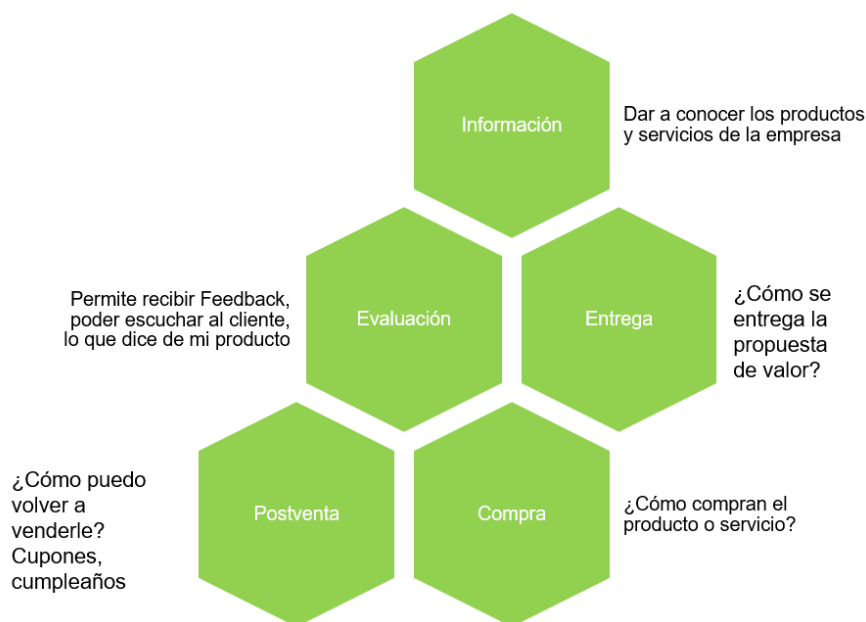 Información
Dar a conocer los productos
y servicios de la empresa
Permite recibir Feedback,
poder escuchar al cliente,
lo que dice de mi producto
Evaluación
Entrega
¿Cómo se
entrega la
propuesta
de valor?
¿Cómo puedo
volver a
venderle?
Cupones,
cumpleaños
Postventa
Compra
¿Cómo compran el
producto o servicio?